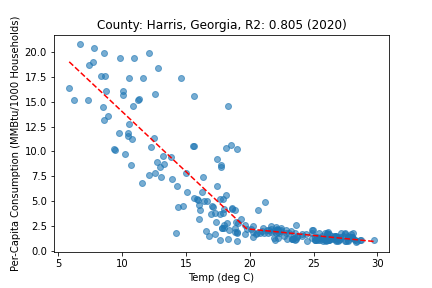 County: Harris, Georgia, R2: 0.805 (2020)
Per-Capita Consumption (MMBtu/1000 Households)
20.0
17.5
15.0
12.5
10.0
7.5
5.0
2.5
0.0
5 10 15 20 25 30
Temp (deg C)